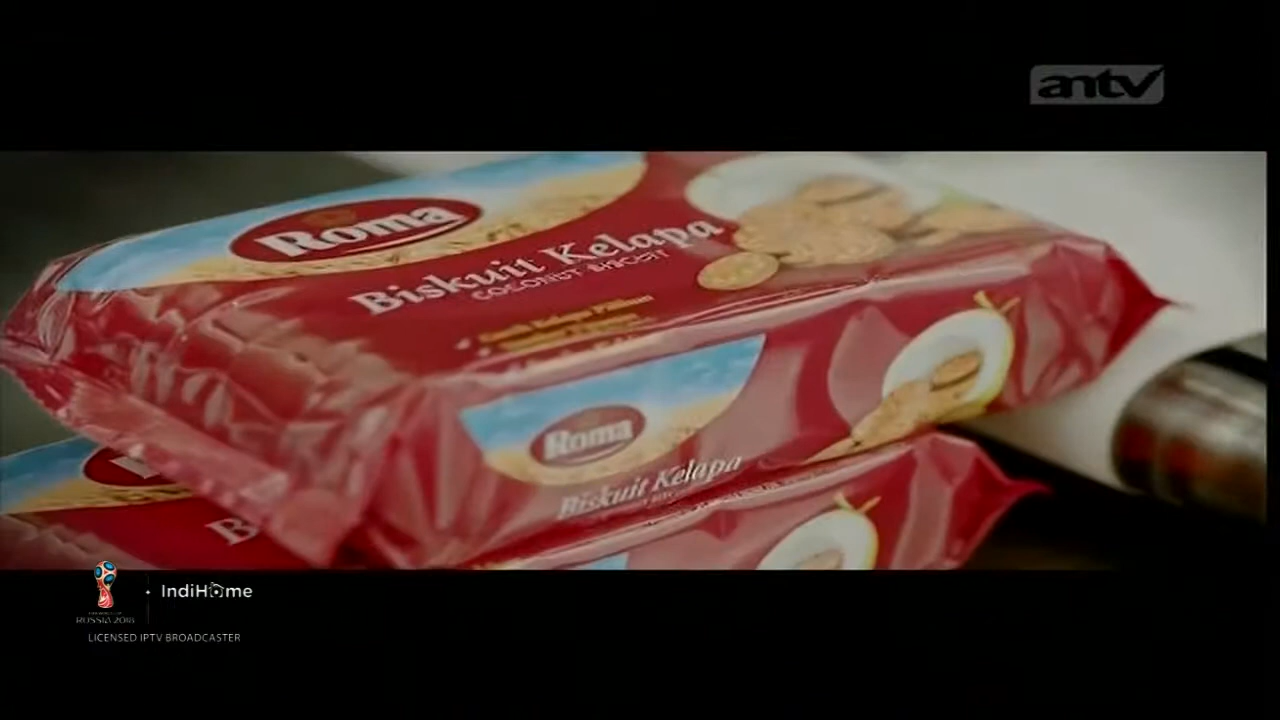 antv
Roma
Biskuit Kelapa
COCONUT BISCUIT
Roma
Biskuit Kelapa
B
RUSSIA 2018
IndiHome
LICENSED IPTV BROADCASTER